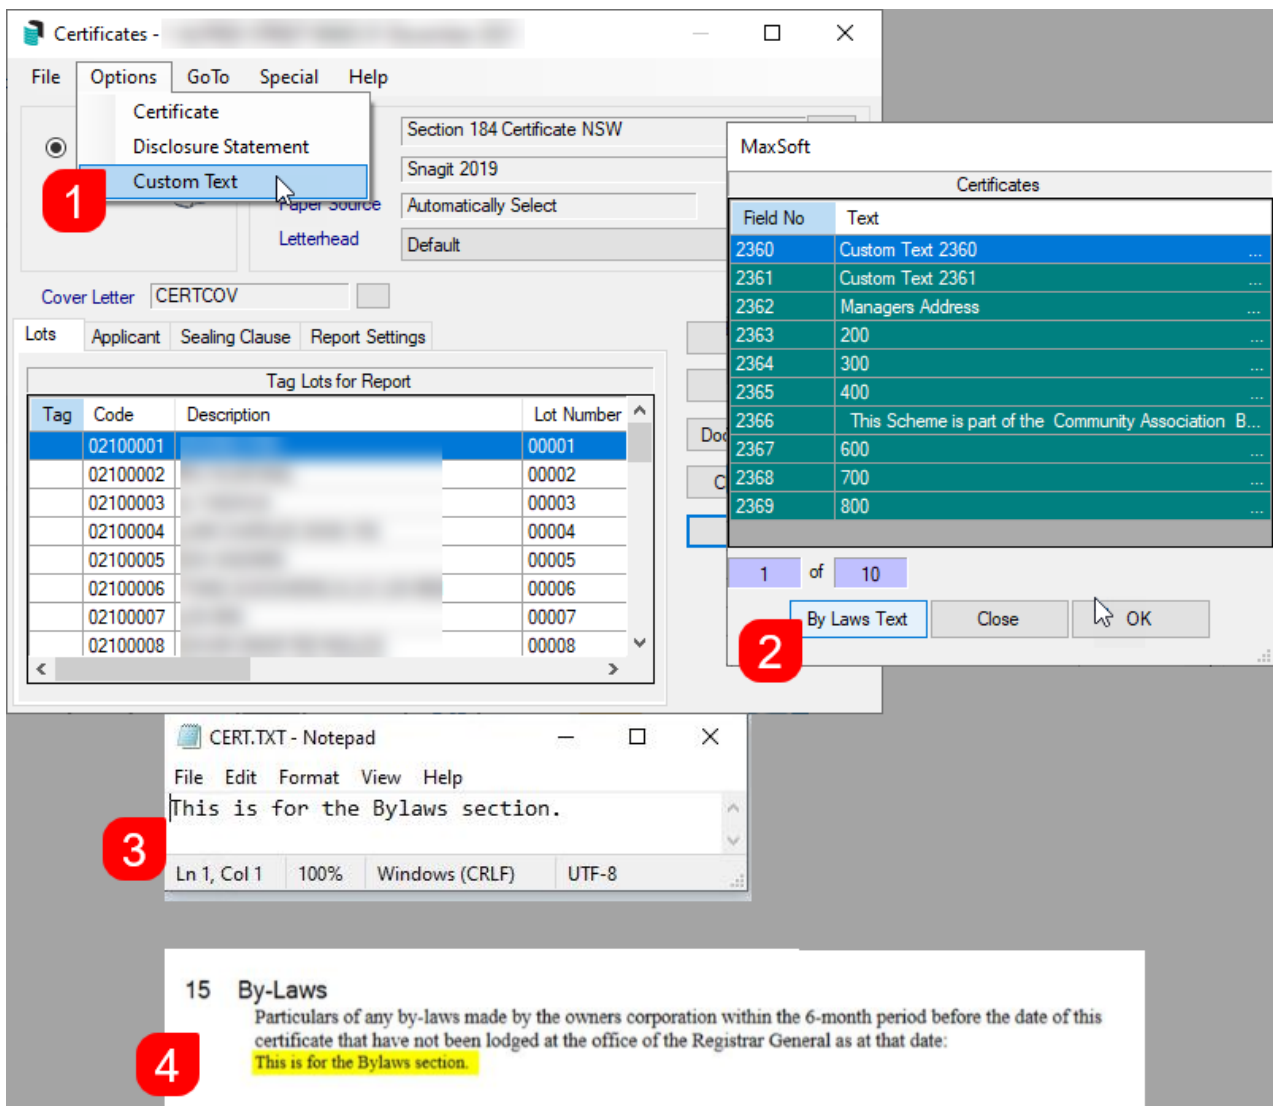 Certificates -
File Options GoTo Special Help
Certificate
Disclosure Statement
Custom Text
1
Section 184 Certificate NSW
Snagit 2019
Paper Source Automatically Select
Letterhead Default
Cover Letter CERTCOV
Lots Applicant Sealing Clause Report Settings
Tag Lots for Report
Tag Code Description Lot Number
02100001 00001
02100002 00002
02100003 00003
02100004 00004
02100005 00005
02100006 00006
02100007 00007
02100008 00008
MaxSoft
Certificates
Field No Text
2360 Custom Text 2360 ...
2361 Custom Text 2361 ...
2362 Managers Address ...
2363 200 ...
2364 300 ...
2365 400 ...
2366 This Scheme is part of the Community Association B...
2367 600 ...
2368 700 ...
2369 800 ...
1 of 10
By Laws Text Close OK
2
CERT.TXT - Notepad
File Edit Format View Help
This is for the Bylaws section.
3
Ln 1, Col 1 100% Windows (CRLF) UTF-8
15 By-Laws
Particulars of any by-laws made by the owners corporation within the 6-month period before the date of this
certificate that have not been lodged at the office of the Registrar General as at that date:
This is for the Bylaws section.
4